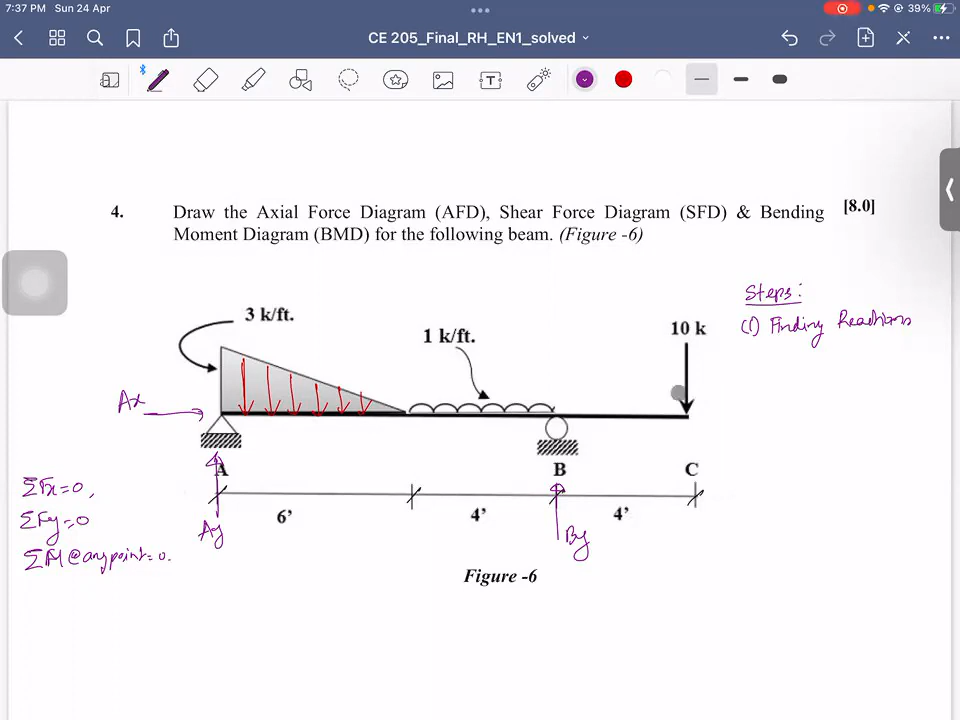 7:37 PM Sun 24 Apr
39%
CE 205_Final_RH_EN1_solved
T
4. Draw the Axial Force Diagram (AFD), Shear Force Diagram (SFD) & Bending [8.0]
Moment Diagram (BMD) for the following beam. (Figure -6)
Steps:
(1) Finding Reactions
3 k/ft.
1 k/ft.
10 k
Ax
A
B
C
ΣFx=0,
ΣFy=0
ΣM@any point=0.
6’
4’
4’
Ay
By
Figure -6